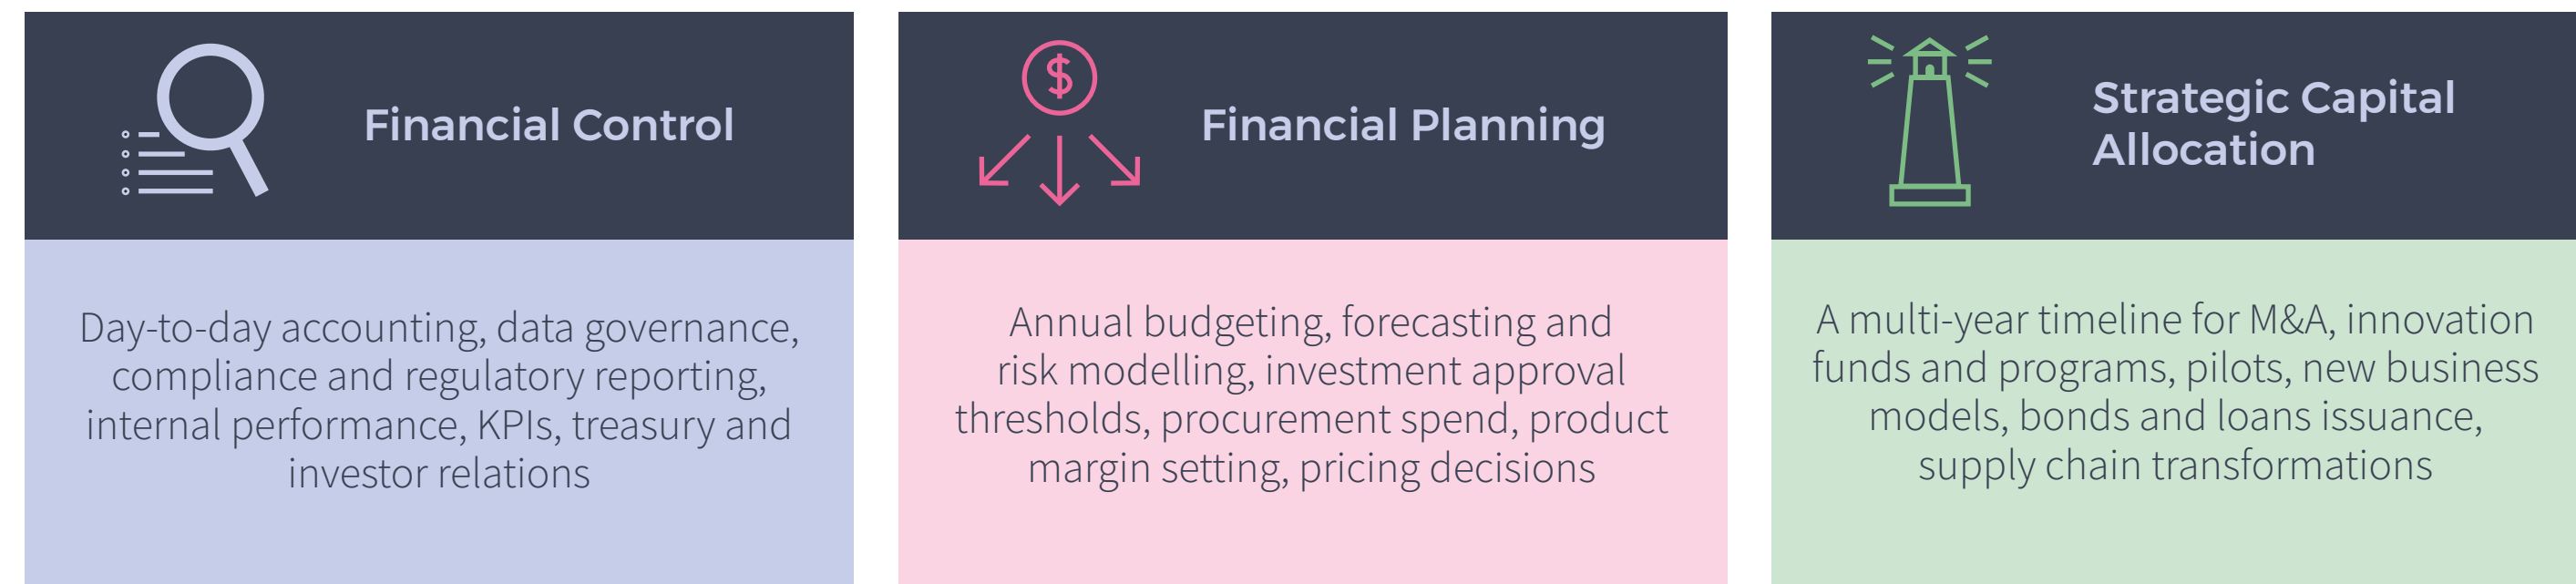 Financial Control
Day-to-day accounting, data governance,
compliance and regulatory reporting,
internal performance, KPIs, treasury and
investor relations
$
Financial Planning
Annual budgeting, forecasting and
risk modelling, investment approval
thresholds, procurement spend, product
margin setting, pricing decisions
Strategic Capital
Allocation
A multi-year timeline for M&A, innovation
funds and programs, pilots, new business
models, bonds and loans issuance,
supply chain transformations